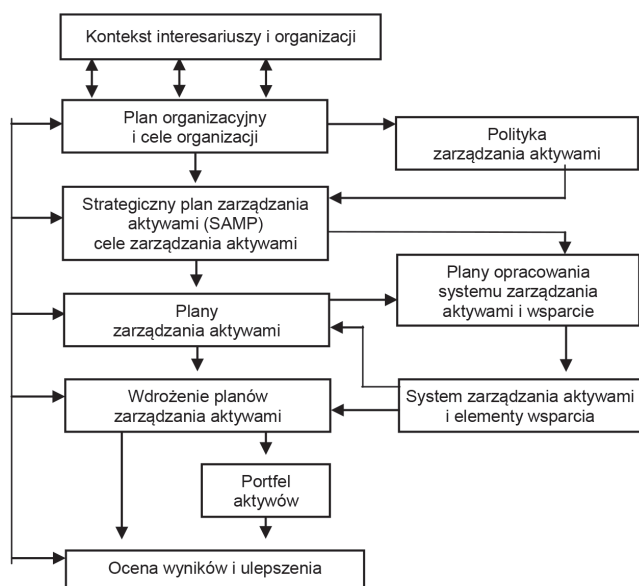 Kontekst interesariuszy i organizacji
Plan organizacyjny
i cele organizacji
Polityka
zarządzania aktywami
Strategiczny plan zarządzania
aktywami (SAMP)
cele zarządzania aktywami
Plany opracowania
systemu zarządzania
aktywami i wsparcie
Plany
zarządzania aktywami
Wdrożenie planów
zarządzania aktywami
System zarządzania aktywami
i elementy wsparcia
Portfel
aktywów
Ocena wyników i ulepszenia